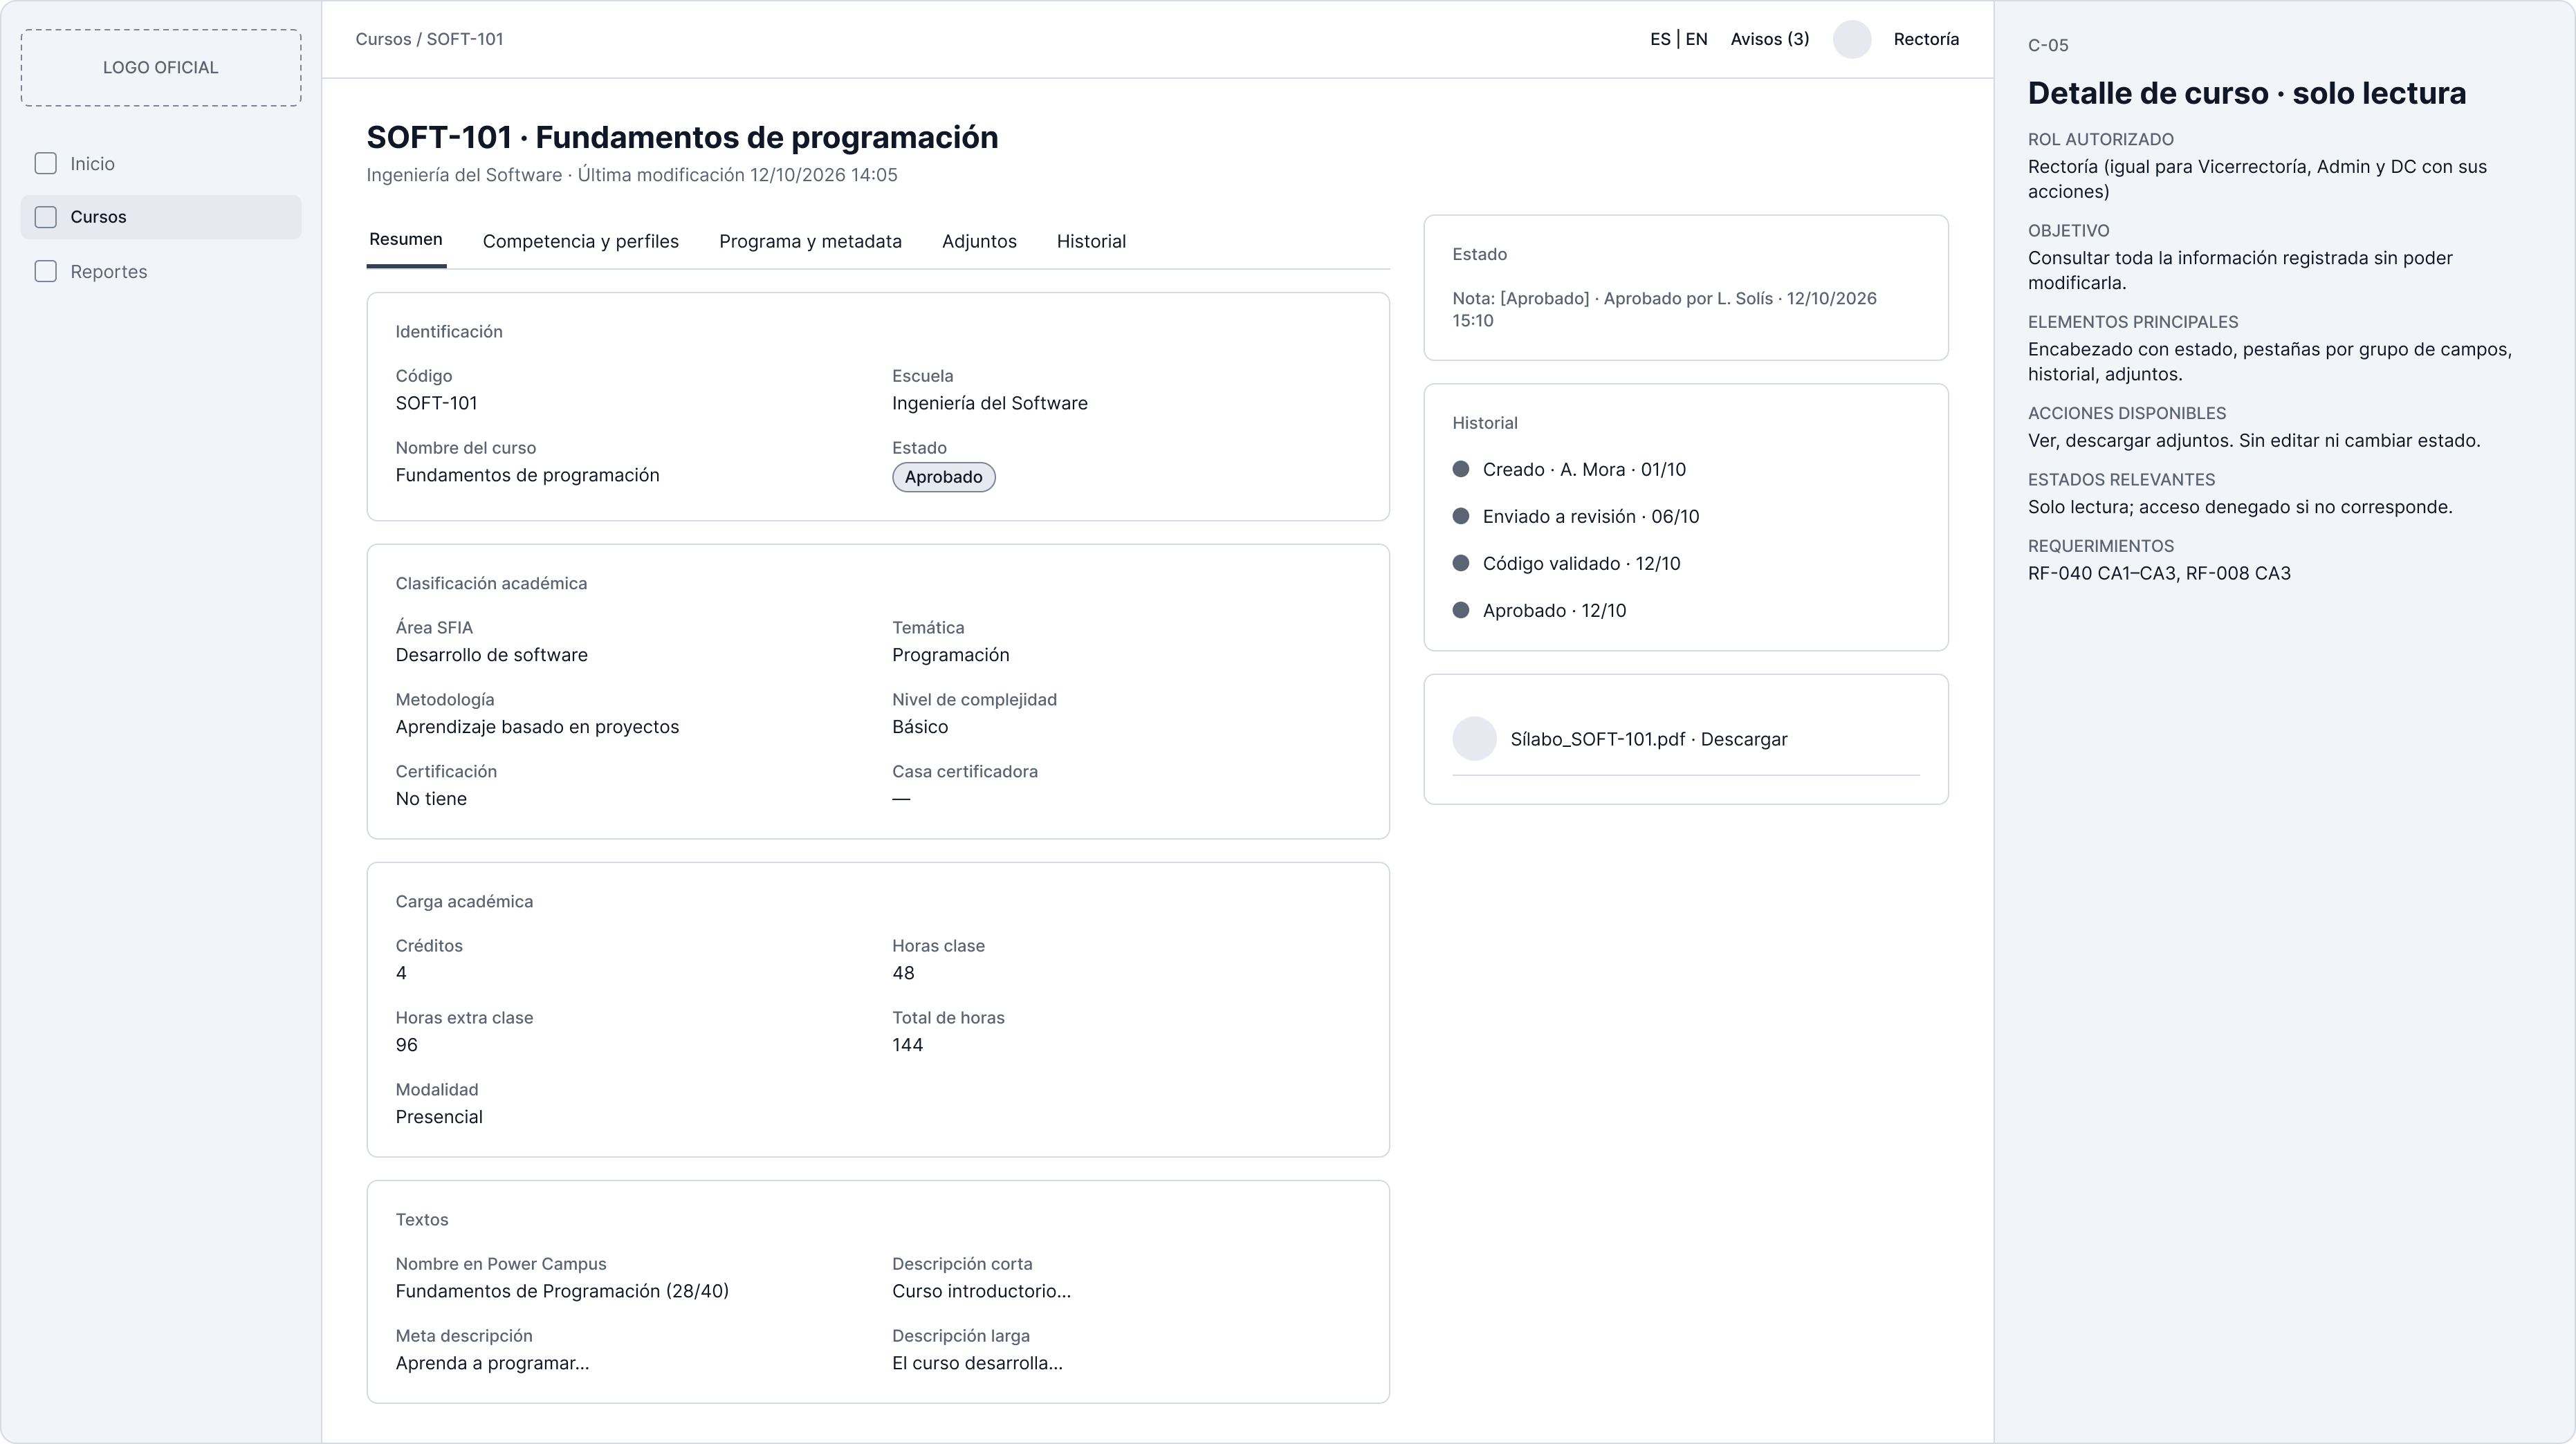 LOGO OFICIAL
Inicio
Cursos
Reportes
Cursos / SOFT-101
ES | EN
Avisos (3)
Rectoría
SOFT-101 · Fundamentos de programación
Ingeniería del Software · Última modificación 12/10/2026 14:05
Resumen
Competencia y perfiles
Programa y metadata
Adjuntos
Historial
Identificación
Código
SOFT-101
Escuela
Ingeniería del Software
Nombre del curso
Fundamentos de programación
Estado
Aprobado
Clasificación académica
Área SFIA
Desarrollo de software
Temática
Programación
Metodología
Aprendizaje basado en proyectos
Nivel de complejidad
Básico
Certificación
No tiene
Casa certificadora
—
Carga académica
Créditos
4
Horas clase
48
Horas extra clase
96
Total de horas
144
Modalidad
Presencial
Textos
Nombre en Power Campus
Fundamentos de Programación (28/40)
Descripción corta
Curso introductorio...
Meta descripción
Aprenda a programar...
Descripción larga
El curso desarrolla...
Estado
Nota: [Aprobado] · Aprobado por L. Solís · 12/10/2026
15:10
Historial
Creado · A. Mora · 01/10
Enviado a revisión · 06/10
Código validado · 12/10
Aprobado · 12/10
Sílabo_SOFT-101.pdf · Descargar
C-05
Detalle de curso · solo lectura
ROL AUTORIZADO
Rectoría (igual para Vicerrectoría, Admin y DC con sus
acciones)
OBJETIVO
Consultar toda la información registrada sin poder
modificarla.
ELEMENTOS PRINCIPALES
Encabezado con estado, pestañas por grupo de campos,
historial, adjuntos.
ACCIONES DISPONIBLES
Ver, descargar adjuntos. Sin editar ni cambiar estado.
ESTADOS RELEVANTES
Solo lectura; acceso denegado si no corresponde.
REQUERIMIENTOS
RF-040 CA1–CA3, RF-008 CA3